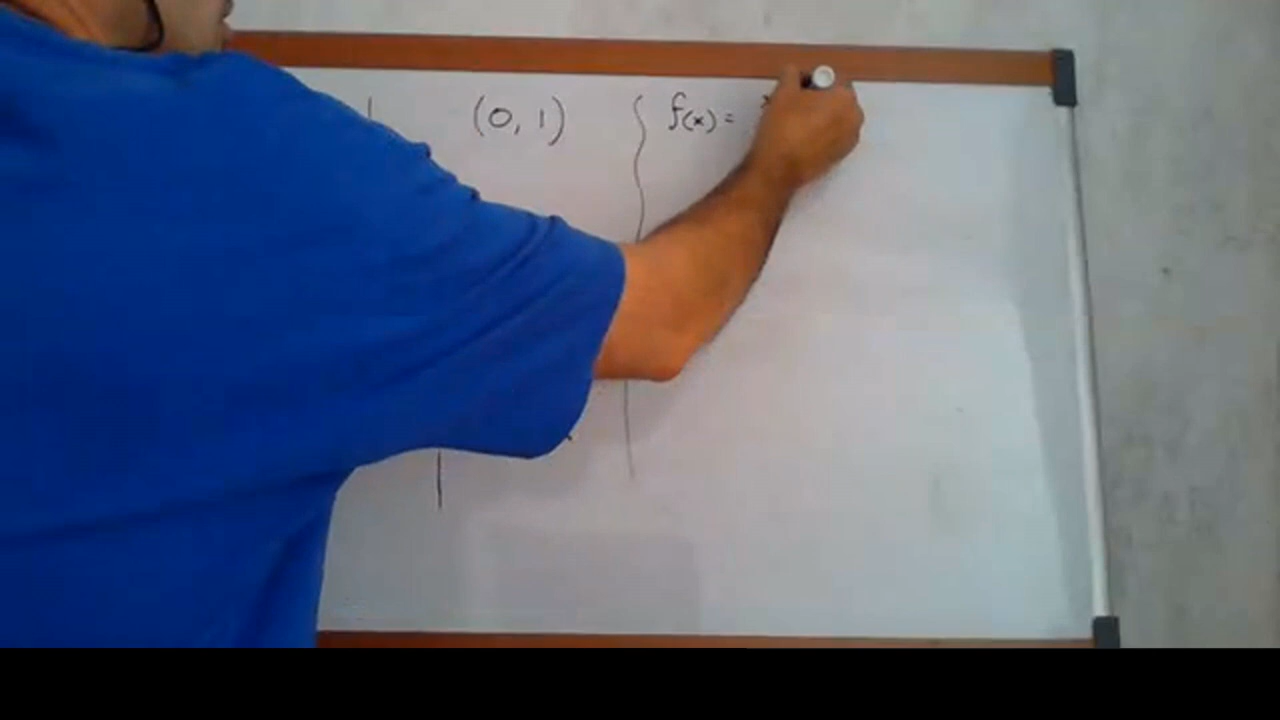 (0, 1) f(x) = x